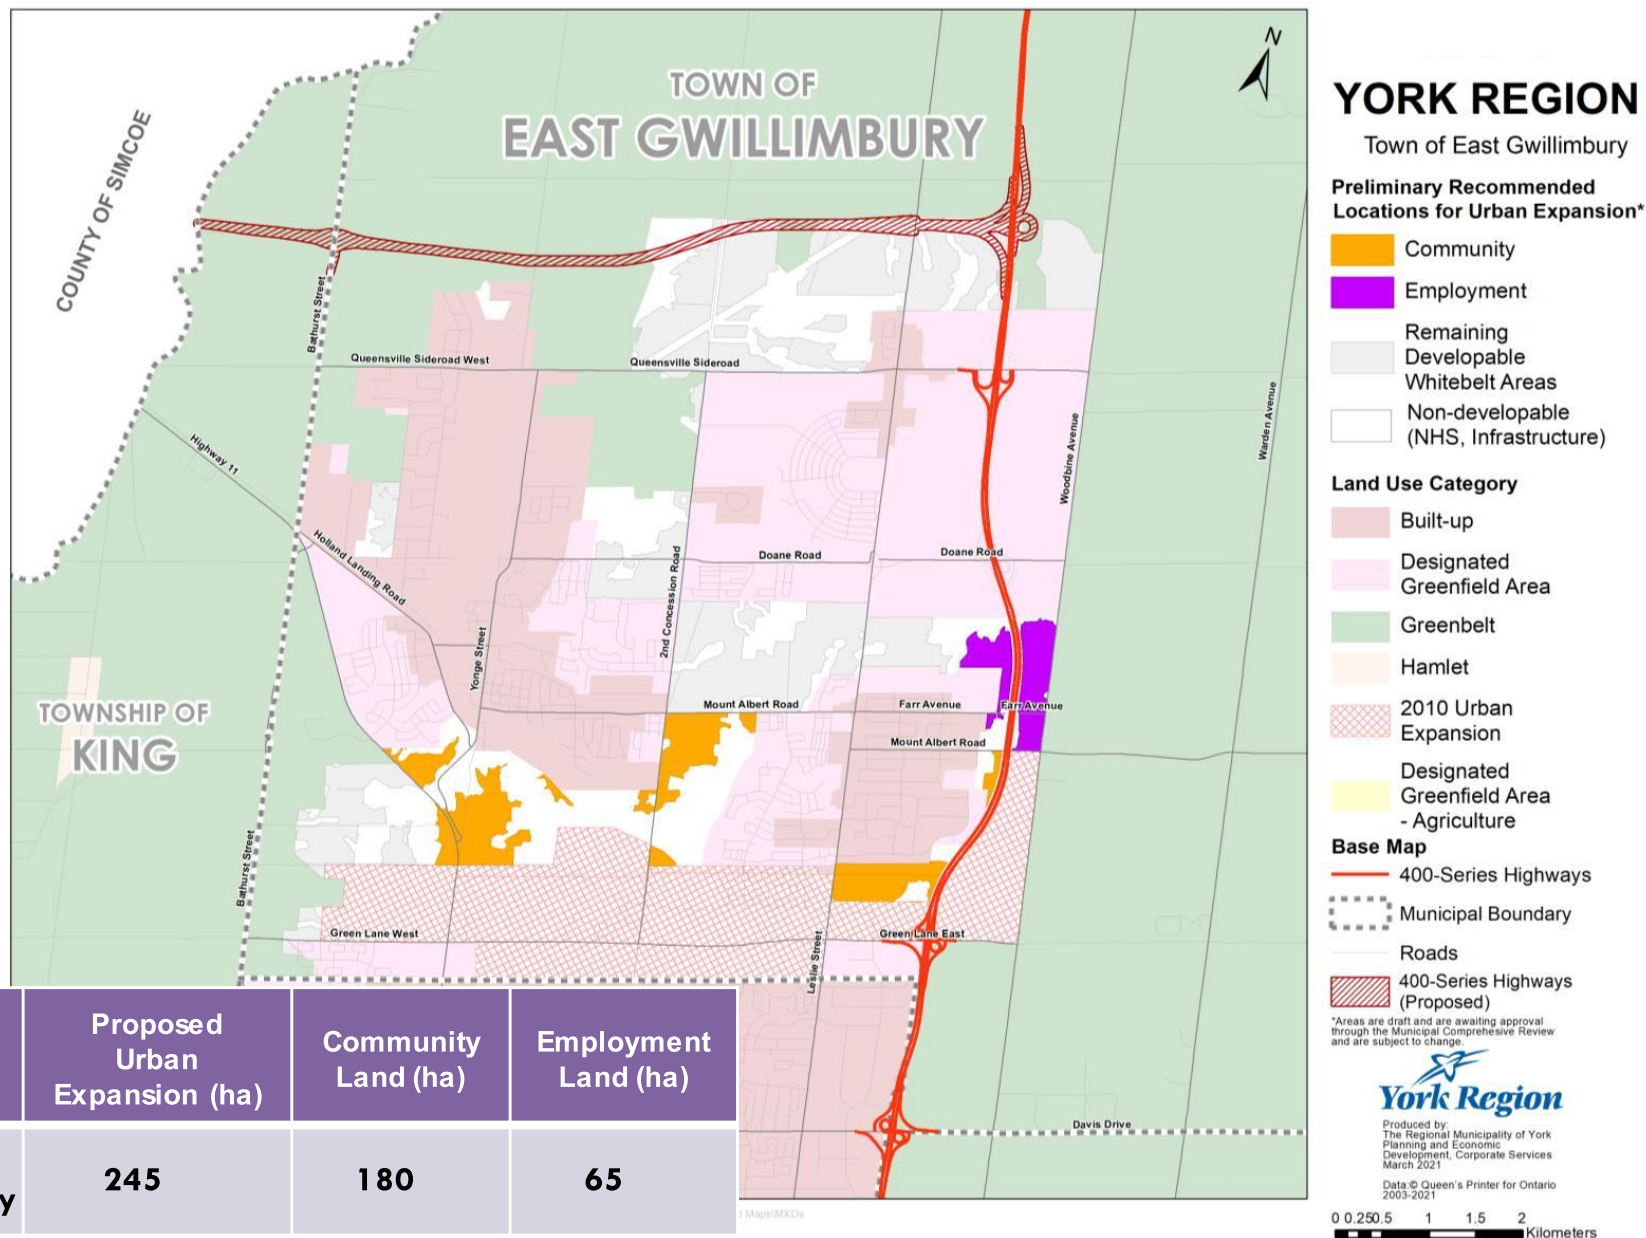 N
TOWN OF
EAST GWILLIMBURY
COUNTY OF SIMCOE
TOWNSHIP OF
KING
Bathurst Street
Queensville Sideroad West
Queensville Sideroad
Highway 11
Holland Landing Road
Yonge Street
2nd Concession Road
Doane Road
Doane Road
Woodbine Avenue
Warden Avenue
Mount Albert Road
Farr Avenue
Farr Avenue
Mount Albert Road
Bathurst Street
Green Lane West
Green Lane East
Leslie Street
Davis Drive
YORK REGION
Town of East Gwillimbury
Preliminary Recommended
Locations for Urban Expansion*
Community
Employment
Remaining
Developable
Whitebelt Areas
Non-developable
(NHS, Infrastructure)
Land Use Category
Built-up
Designated
Greenfield Area
Greenbelt
Hamlet
2010 Urban
Expansion
Designated
Greenfield Area
- Agriculture
Base Map
400-Series Highways
Municipal Boundary
Roads
400-Series Highways
(Proposed)
*Areas are draft and are awaiting approval
through the Municipal Comprehesive Review
and are subject to change.
York Region
Produced by:
The Regional Municipality of York
Planning and Economic
Development, Corporate Services
March 2021
Data:© Queen's Printer for Ontario
2003-2021
0 0.250.5 1 1.5 2
Kilometers
Proposed
Urban
Expansion (ha)
Community
Land (ha)
Employment
Land (ha)
y
245
180
65
Maps\MXDs